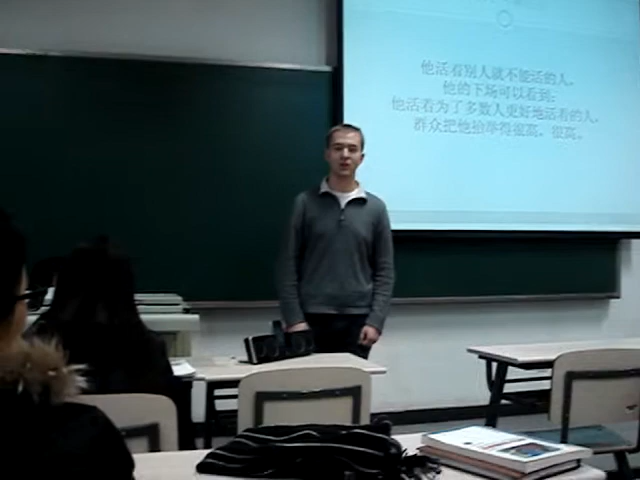 他活着别人就不能活的人,
他的下场可以看到;
他活着为了多数人更好地活着的人,
群众把他抬举得很高，很高。